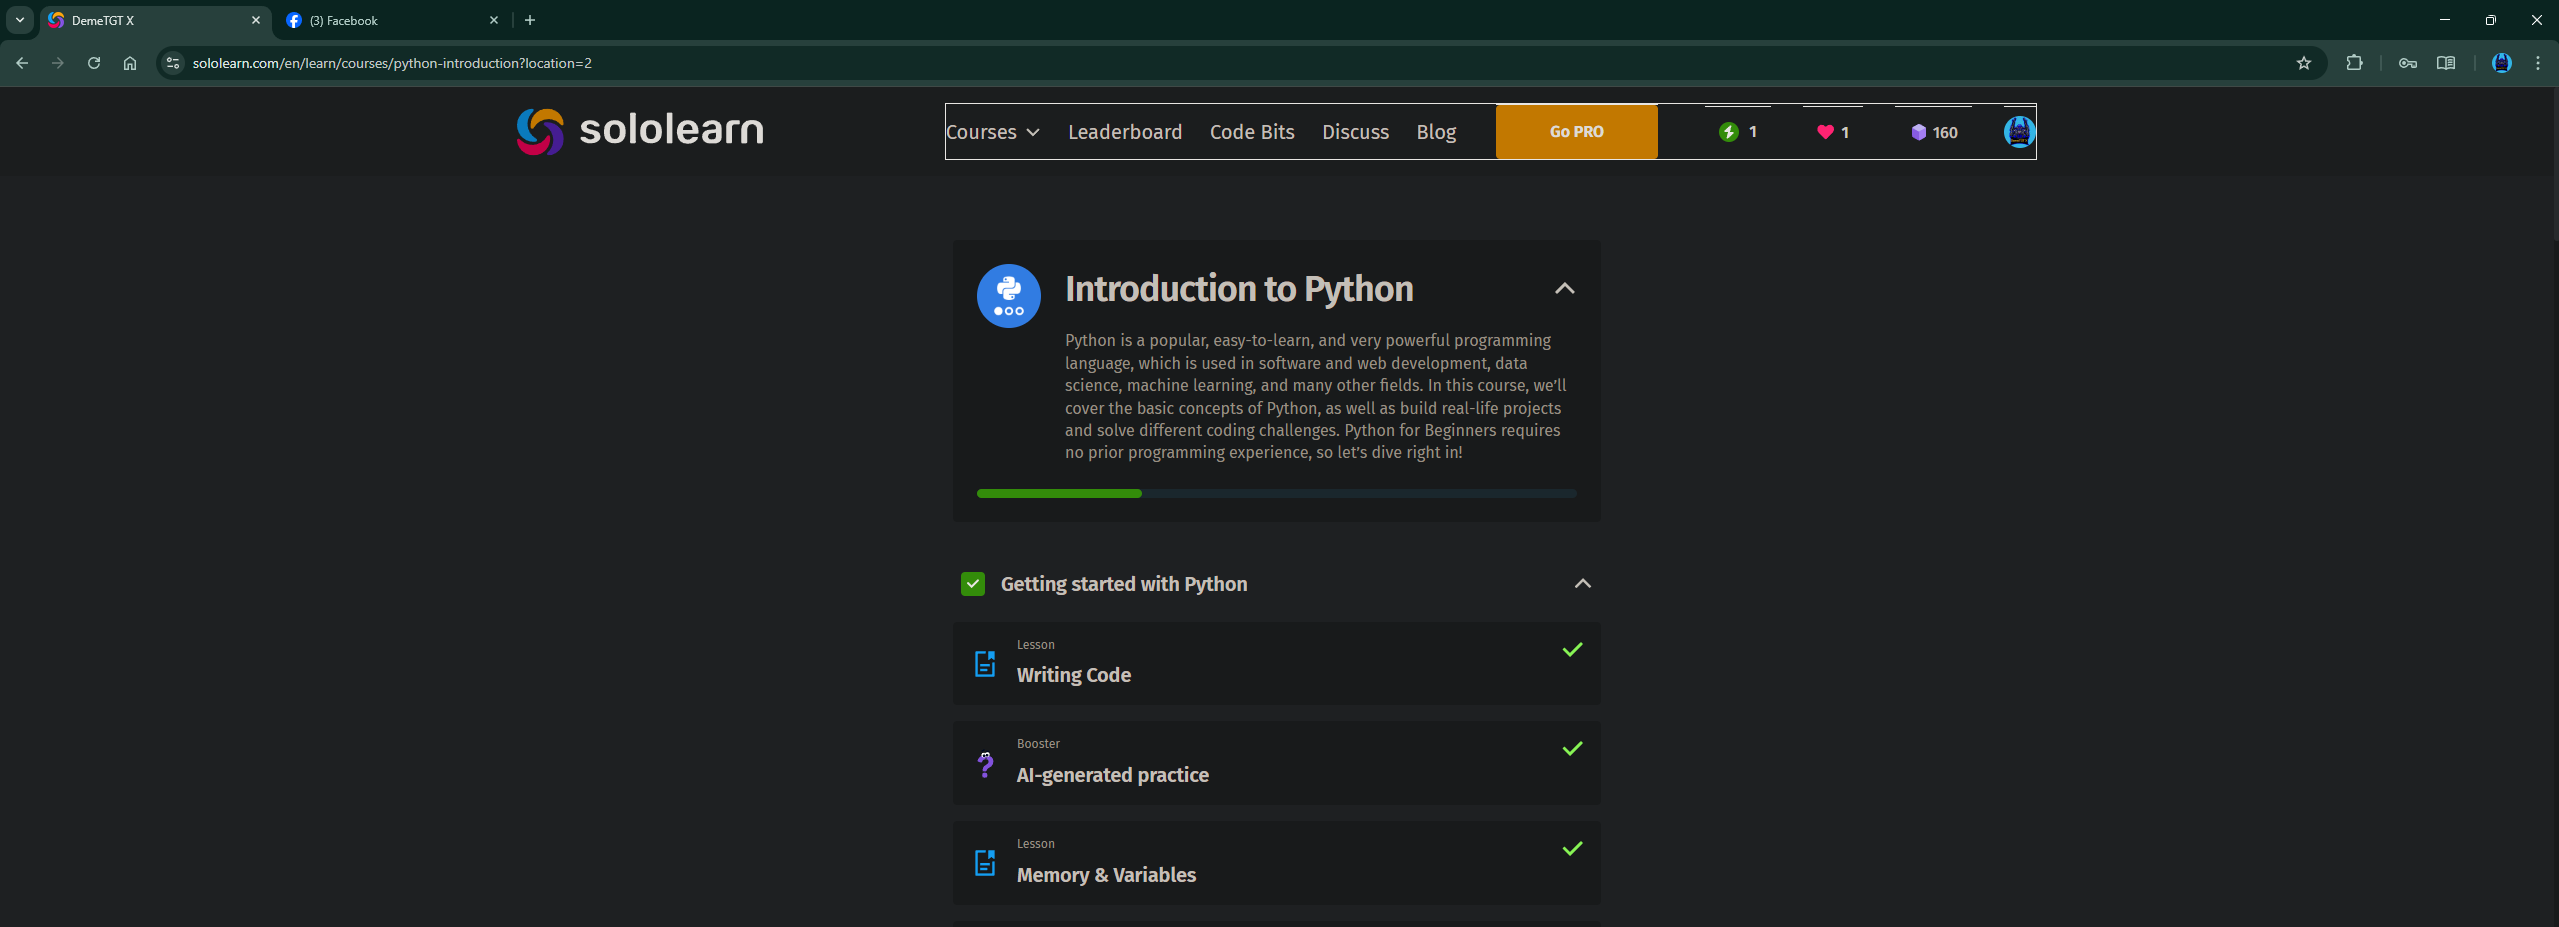 DemeTGT X
(3) Facebook
sololearn.com/en/learn/courses/python-introduction?location=2
sololearn
Courses
Leaderboard
Code Bits
Discuss
Blog
Go PRO
1
1
160
Introduction to Python
Python is a popular, easy-to-learn, and very powerful programming
language, which is used in software and web development, data
science, machine learning, and many other fields. In this course, we’ll
cover the basic concepts of Python, as well as build real-life projects
and solve different coding challenges. Python for Beginners requires
no prior programming experience, so let’s dive right in!
Getting started with Python
Lesson
Writing Code
Booster
AI-generated practice
Lesson
Memory & Variables